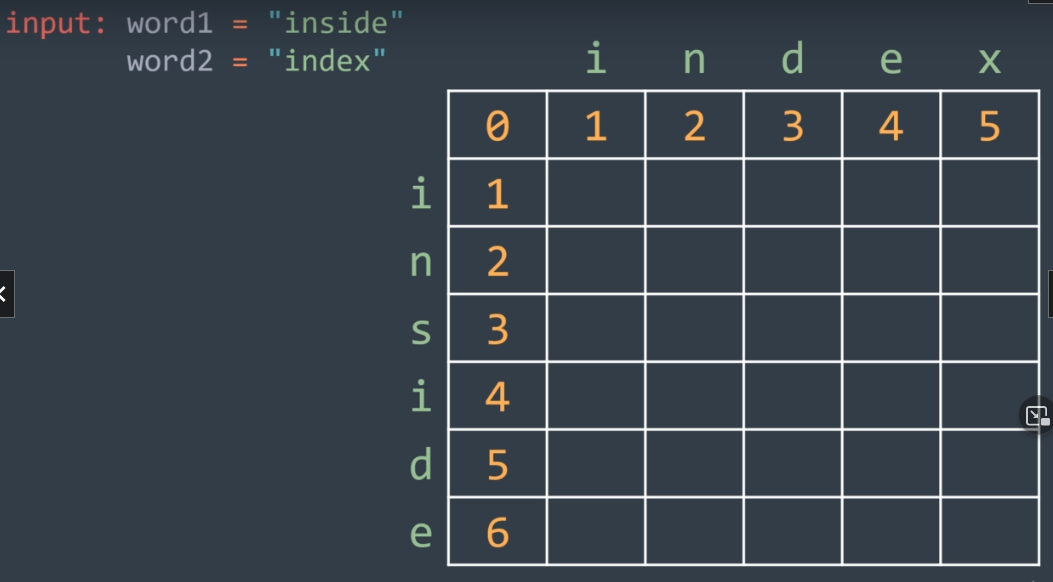 input: word1 = "inside"
word2 = "index"
i n d e x
0 1 2 3 4 5
i 1
n 2
s 3
i 4
d 5
e 6